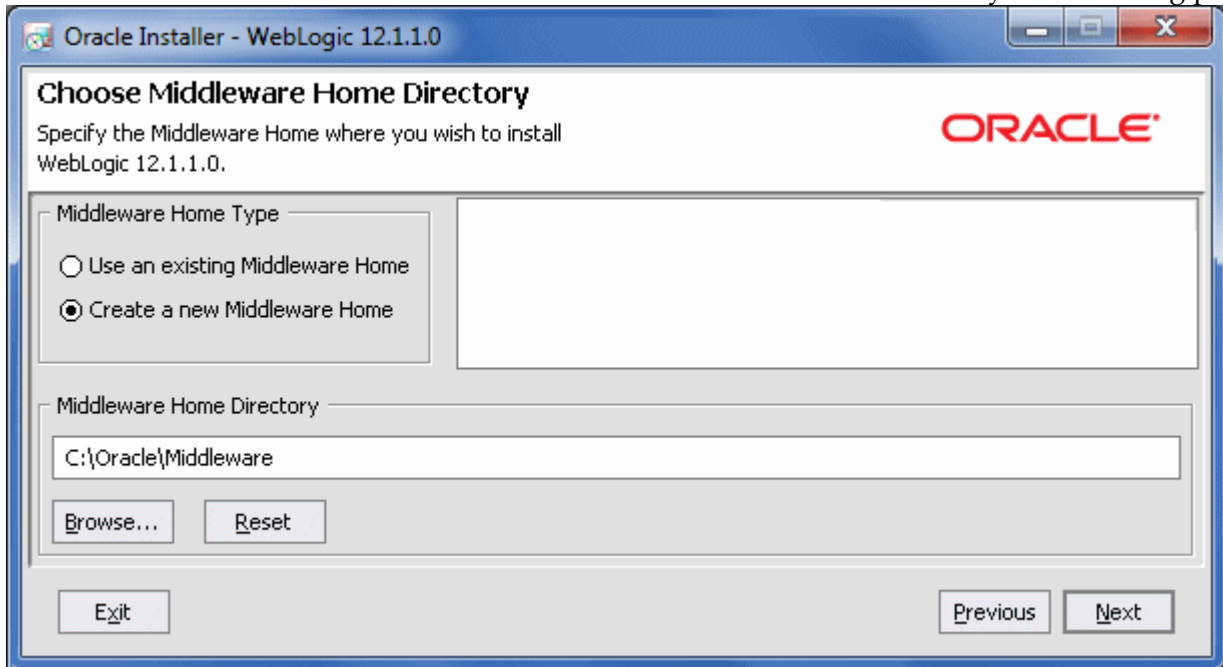 Oracle Installer - WebLogic 12.1.1.0
Choose Middleware Home Directory
Specify the Middleware Home where you wish to install
WebLogic 12.1.1.0.
ORACLE
Middleware Home Type
Use an existing Middleware Home
Create a new Middleware Home
Middleware Home Directory
C:\Oracle\Middleware
Browse... Reset
Exit Previous Next